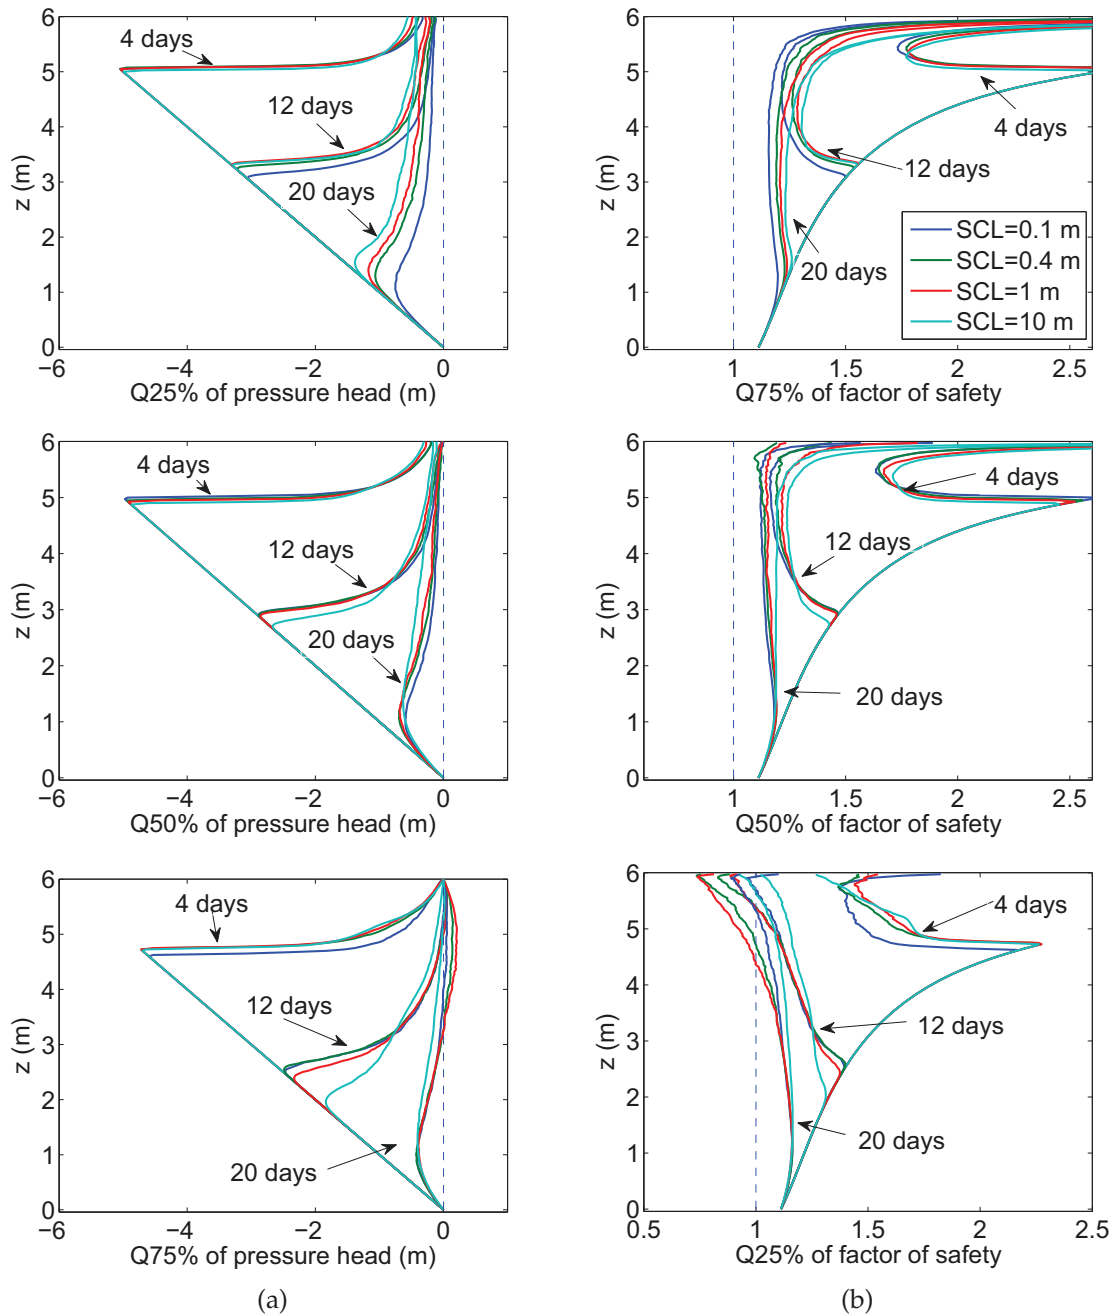 6
5
4
3
2
1
0
z (m)
4 days
12 days
20 days
−6
−4
−2
0
Q25% of pressure head (m)
6
5
4
3
2
1
0
z (m)
4 days
12 days
20 days
SCL=0.1 m
SCL=0.4 m
SCL=1 m
SCL=10 m
1
1.5
2
2.5
Q75% of factor of safety
6
5
4
3
2
1
0
z (m)
4 days
12 days
20 days
−6
−4
−2
0
Q50% of pressure head (m)
6
5
4
3
2
1
0
z (m)
4 days
12 days
20 days
1
1.5
2
2.5
Q50% of factor of safety
6
5
4
3
2
1
0
z (m)
4 days
12 days
20 days
−6
−4
−2
0
Q75% of pressure head (m)
6
5
4
3
2
1
0
z (m)
4 days
12 days
20 days
0.5
1
1.5
2
2.5
Q25% of factor of safety
(a)
(b)